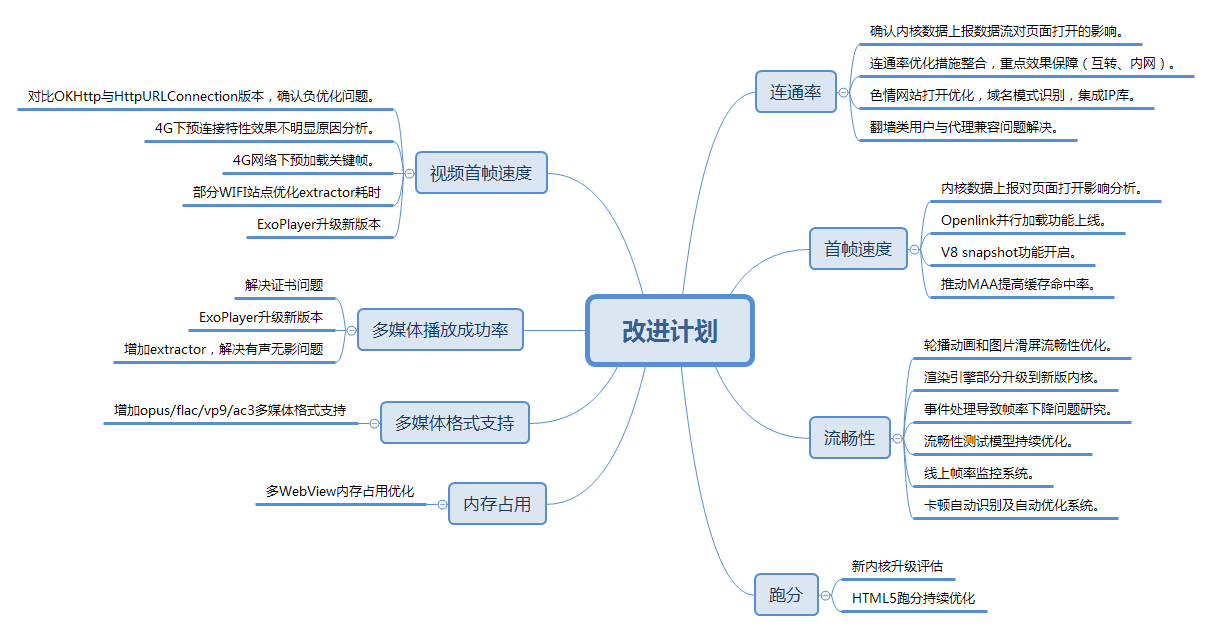 改进计划
连通率
确认内核数据上报数据流对页面打开的影响。
连通率优化措施整合，重点效果保障（互转、内网）。
色情网站打开优化，域名模式识别，集成IP库。
翻墙类用户与代理兼容问题解决。
首帧速度
内核数据上报对页面打开影响分析。
Openlink并行加载功能上线。
V8 snapshot功能开启。
推动MAA提高缓存命中率。
流畅性
轮播动画和图片滑屏流畅性优化。
渲染引擎部分升级到新版内核。
事件处理导致帧率下降问题研究。
流畅性测试模型持续优化。
线上帧率监控系统。
卡顿自动识别及自动优化系统。
跑分
新内核升级评估
HTML5跑分持续优化
视频首帧速度
对比OKHttp与HttpURLConnection版本，确认负优化问题。
4G下预连接特性效果不明显原因分析。
4G网络下预加载关键帧。
部分WIFI站点优化extractor耗时
ExoPlayer升级新版本
多媒体播放成功率
解决证书问题
ExoPlayer升级新版本
增加extractor，解决有声无影问题
多媒体格式支持
增加opus/flac/vp9/ac3多媒体格式支持
内存占用
多WebView内存占用优化